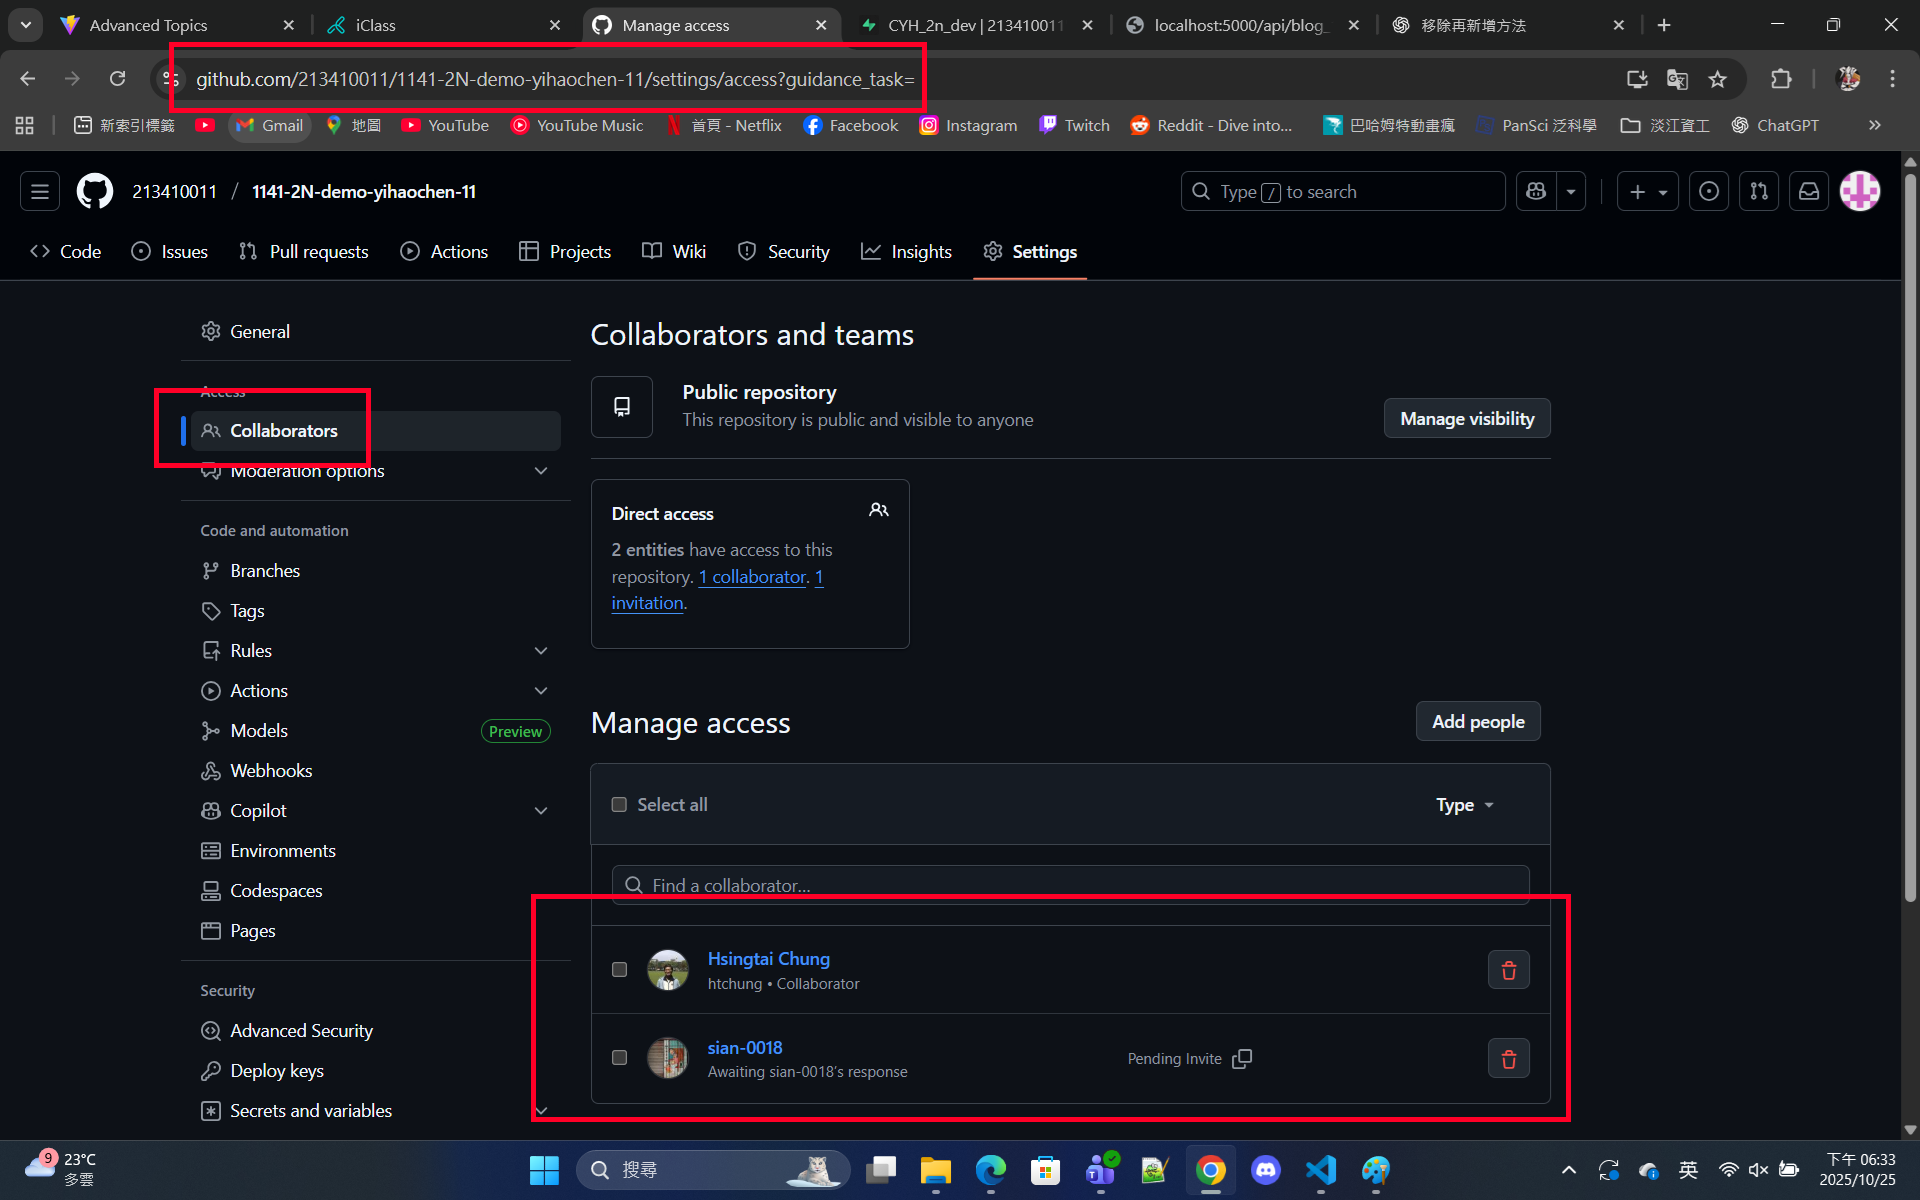 Advanced Topics
iClass
Manage access
CYH_2n_dev | 213410011
localhost:5000/api/blog_
移除再新增方法
github.com/213410011/1141-2N-demo-yihaochen-11/settings/access?guidance_task=
新索引標籤
Gmail
地圖
YouTube
YouTube Music
首頁 - Netflix
Facebook
Instagram
Twitch
Reddit - Dive into...
巴哈姆特動畫瘋
PanSci 泛科學
淡江資工
ChatGPT
213410011 / 1141-2N-demo-yihaochen-11
Type / to search
Code
Issues
Pull requests
Actions
Projects
Wiki
Security
Insights
Settings
General
Access
Collaborators
Moderation options
Code and automation
Branches
Tags
Rules
Actions
Models
Preview
Webhooks
Copilot
Environments
Codespaces
Pages
Security
Advanced Security
Deploy keys
Secrets and variables
Collaborators and teams
Public repository
This repository is public and visible to anyone
Manage visibility
Direct access
2 entities have access to this
repository. 1 collaborator. 1
invitation.
Manage access
Add people
Select all
Type
Find a collaborator...
Hsingtai Chung
htchung • Collaborator
sian-0018
Awaiting sian-0018's response
Pending Invite
9
23°C
多雲
搜尋
英
下午 06:33
2025/10/25